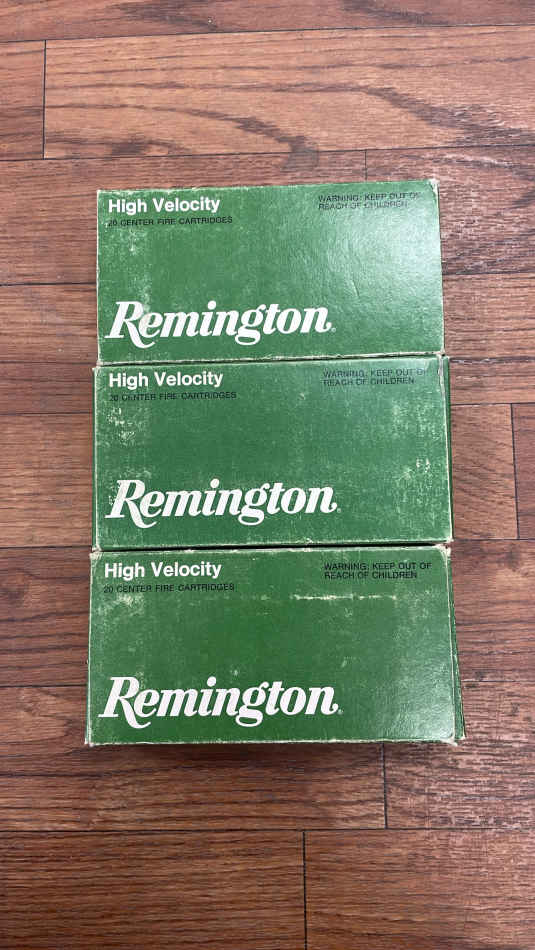 High Velocity
20 CENTER FIRE CARTRIDGES
WARNING: KEEP OUT OF
REACH OF CHILDREN
Remington®
High Velocity
20 CENTER FIRE CARTRIDGES
WARNING: KEEP OUT OF
REACH OF CHILDREN
Remington®
High Velocity
20 CENTER FIRE CARTRIDGES
WARNING: KEEP OUT OF
REACH OF CHILDREN
Remington®